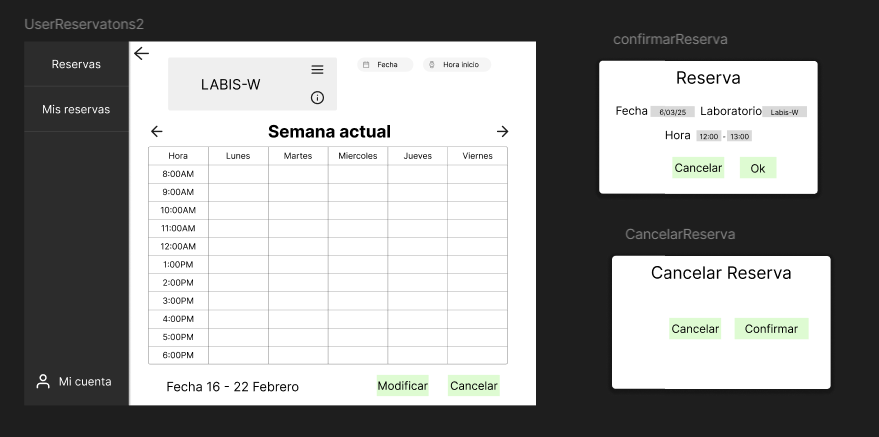 UserReservatons2
Reservas
Mis reservas
Mi cuenta
LABIS-W
Fecha
Hora inicio
Semana actual
Hora Lunes Martes Miercoles Jueves Viernes
8:00AM
9:00AM
10:00AM
11:00AM
12:00AM
1:00PM
2:00PM
3:00PM
4:00PM
5:00PM
6:00PM
Fecha 16 - 22 Febrero
Modificar
Cancelar
confirmarReserva
Reserva
Fecha 6/03/25 Laboratorio Labis-W
Hora 12:00 - 13:00
Cancelar Ok
CancelarReserva
Cancelar Reserva
Cancelar Confirmar